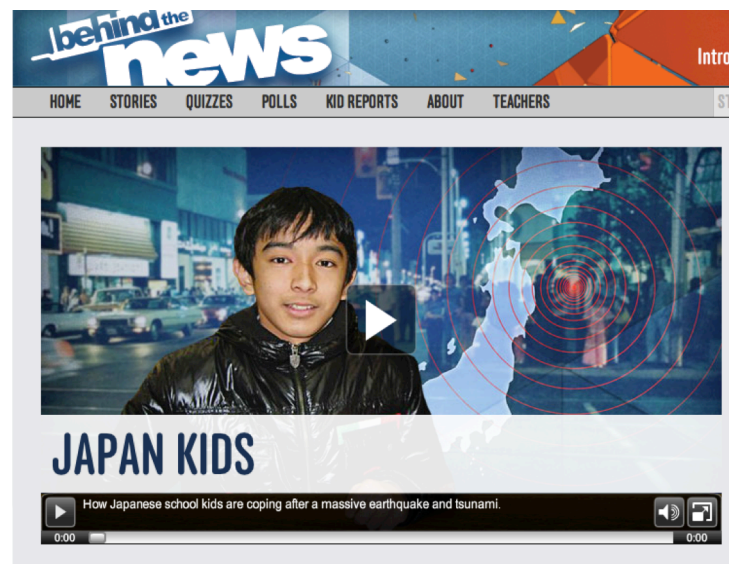 behind the
news
Intro
HOME STORIES QUIZZES POLLS KID REPORTS ABOUT TEACHERS ST
JAPAN KIDS
How Japanese school kids are coping after a massive earthquake and tsunami.
0:00 0:00